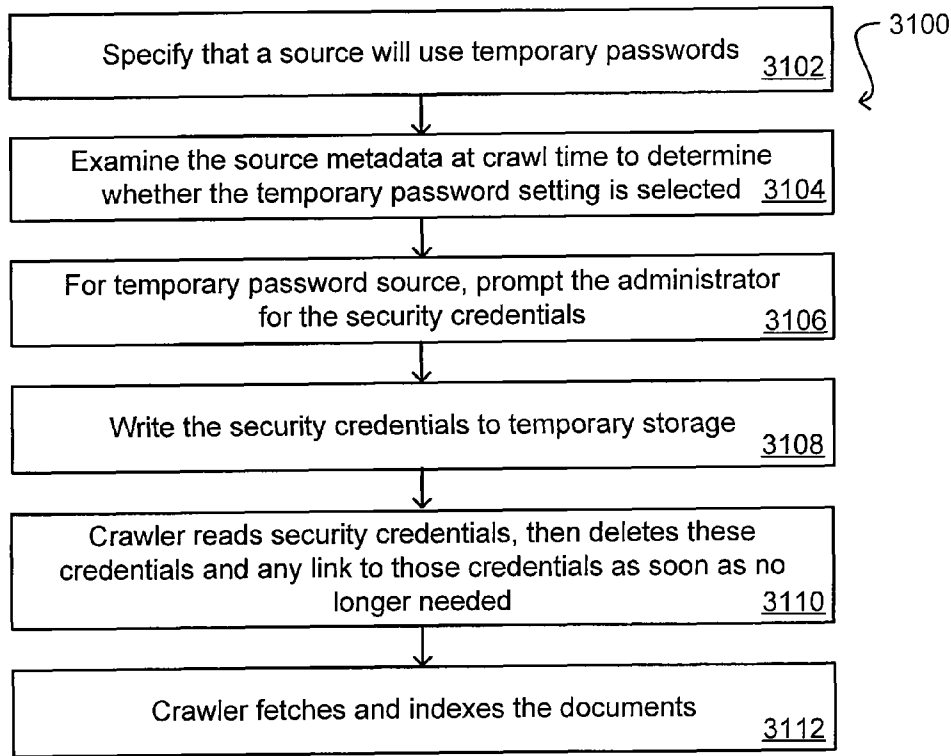 3100
Specify that a source will use temporary passwords
3102
Examine the source metadata at crawl time to determine
whether the temporary password setting is selected
3104
For temporary password source, prompt the administrator
for the security credentials
3106
Write the security credentials to temporary storage
3108
Crawler reads security credentials, then deletes these
credentials and any link to those credentials as soon as no
longer needed
3110
Crawler fetches and indexes the documents
3112